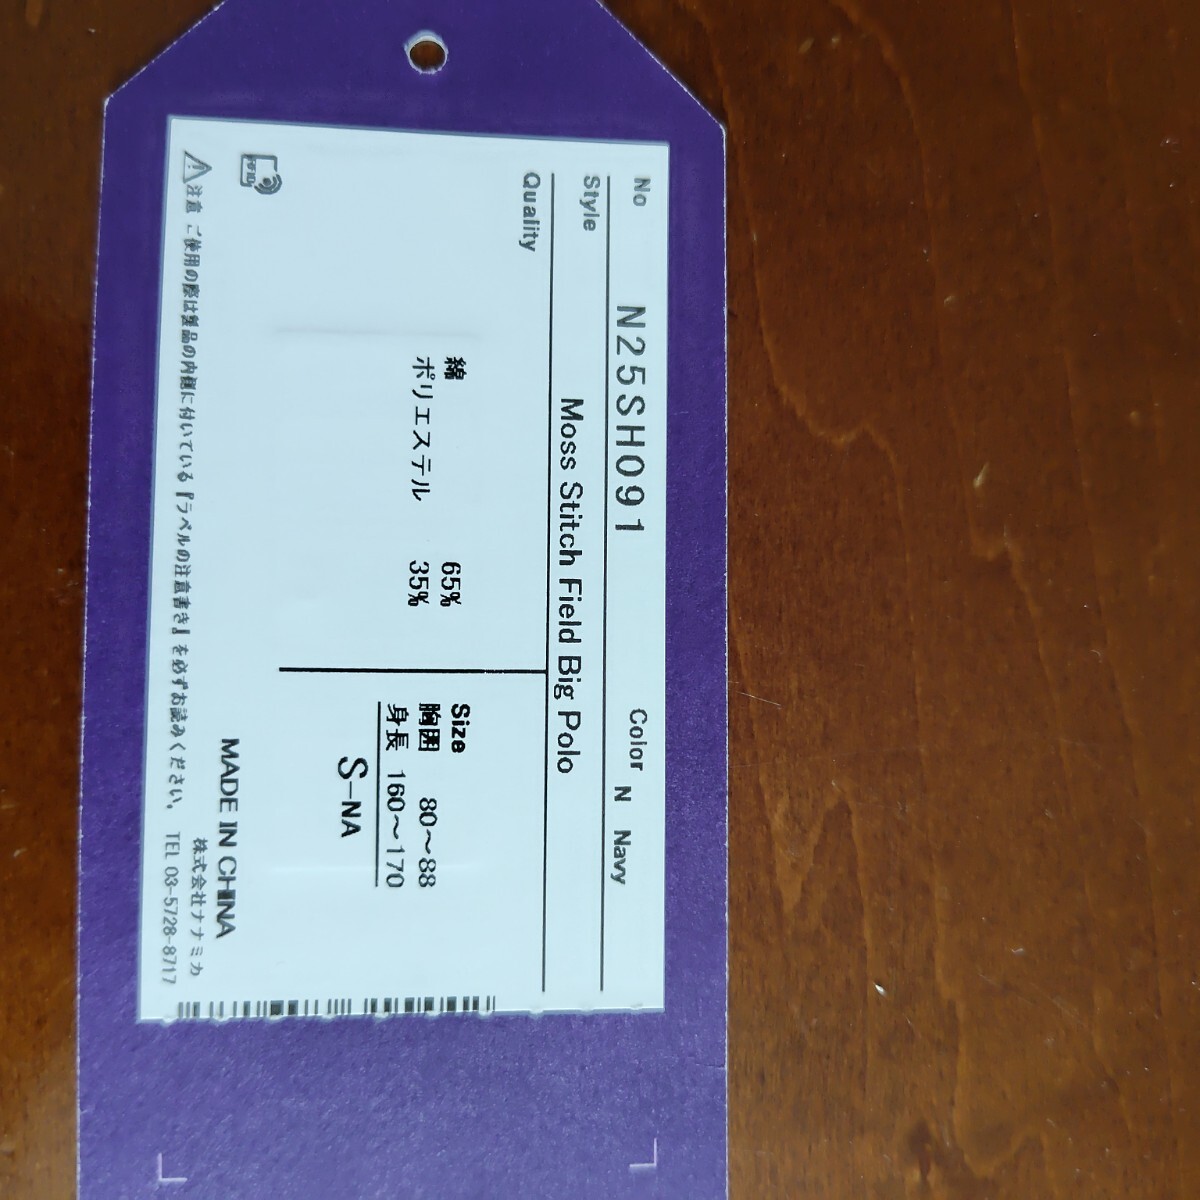 No N25SH091 Color N Navy
Style Moss Stitch Field Big Polo
Quality
綿 65%
ポリエステル 35%
Size
胸囲 80～88
身長 160～170
S-NA
RFID
MADE IN CHINA
株式会社ナナミカ
⚠注意 ご使用の際は製品の内側に付いている『ラベルの注意書き』を必ずお読みください。 TEL 03-5728-8717